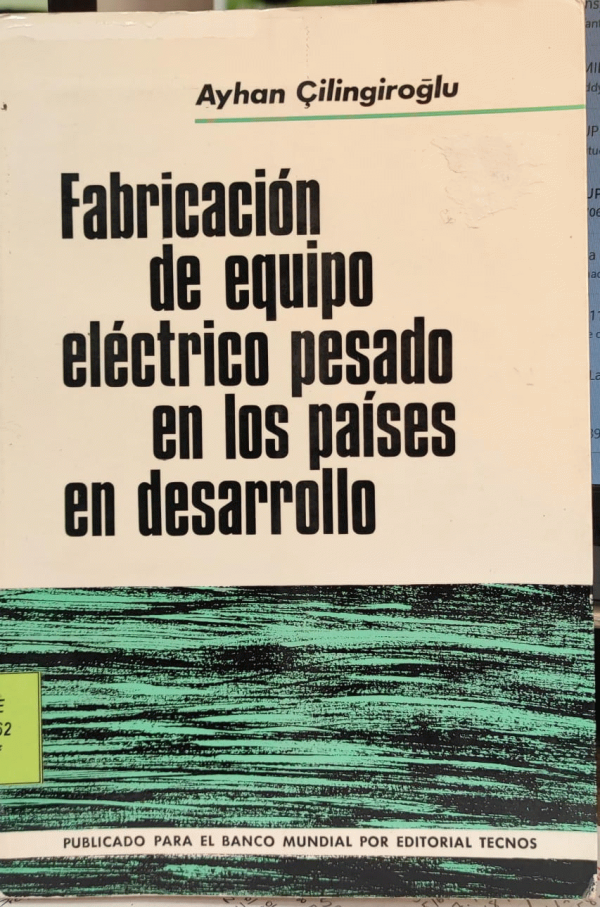 Ayhan Çilingiroğlu
Fabricación
de equipo
eléctrico pesado
en los países
en desarrollo
E
62
PUBLICADO PARA EL BANCO MUNDIAL POR EDITORIAL TECNOS